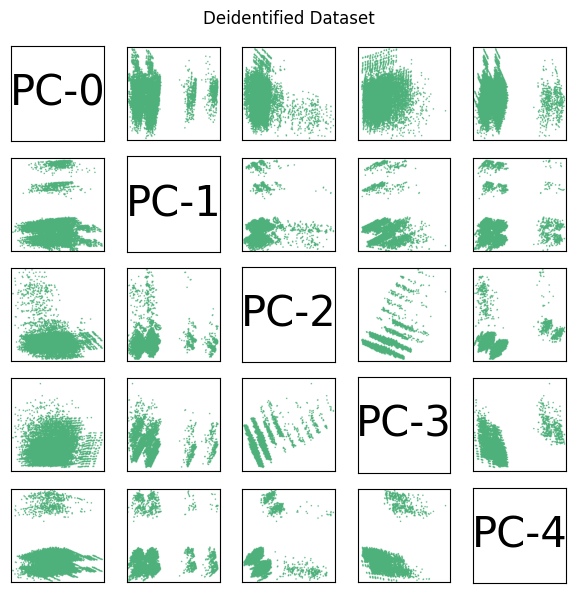 Deidentified Dataset
PC-0
PC-1
PC-2
PC-3
PC-4